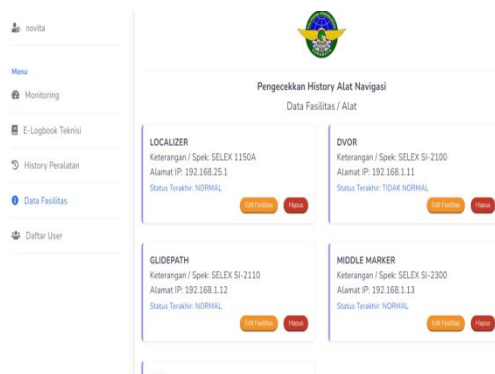 novita
Menu
Monitoring
E-Logbook Teknisi
History Peralatan
Data Fasilitas
Daftar User
Pengecekkan History Alat Navigasi
Data Fasilitas / Alat
LOCALIZER
Keterangan / Spek: SELEX 1150A
Alamat IP: 192.168.25.1
Status Terakhir: NORMAL
Edit Fasilitas Hapus
DVOR
Keterangan / Spek: SELEX SI-2100
Alamat IP: 192.168.1.11
Status Terakhir: TIDAK NORMAL
Edit Fasilitas Hapus
GLIDEPATH
Keterangan / Spek: SELEX SI-2110
Alamat IP: 192.168.1.12
Status Terakhir: NORMAL
Edit Fasilitas Hapus
MIDDLE MARKER
Keterangan / Spek: SELEX SI-2300
Alamat IP: 192.168.1.13
Status Terakhir: NORMAL
Edit Fasilitas Hapus